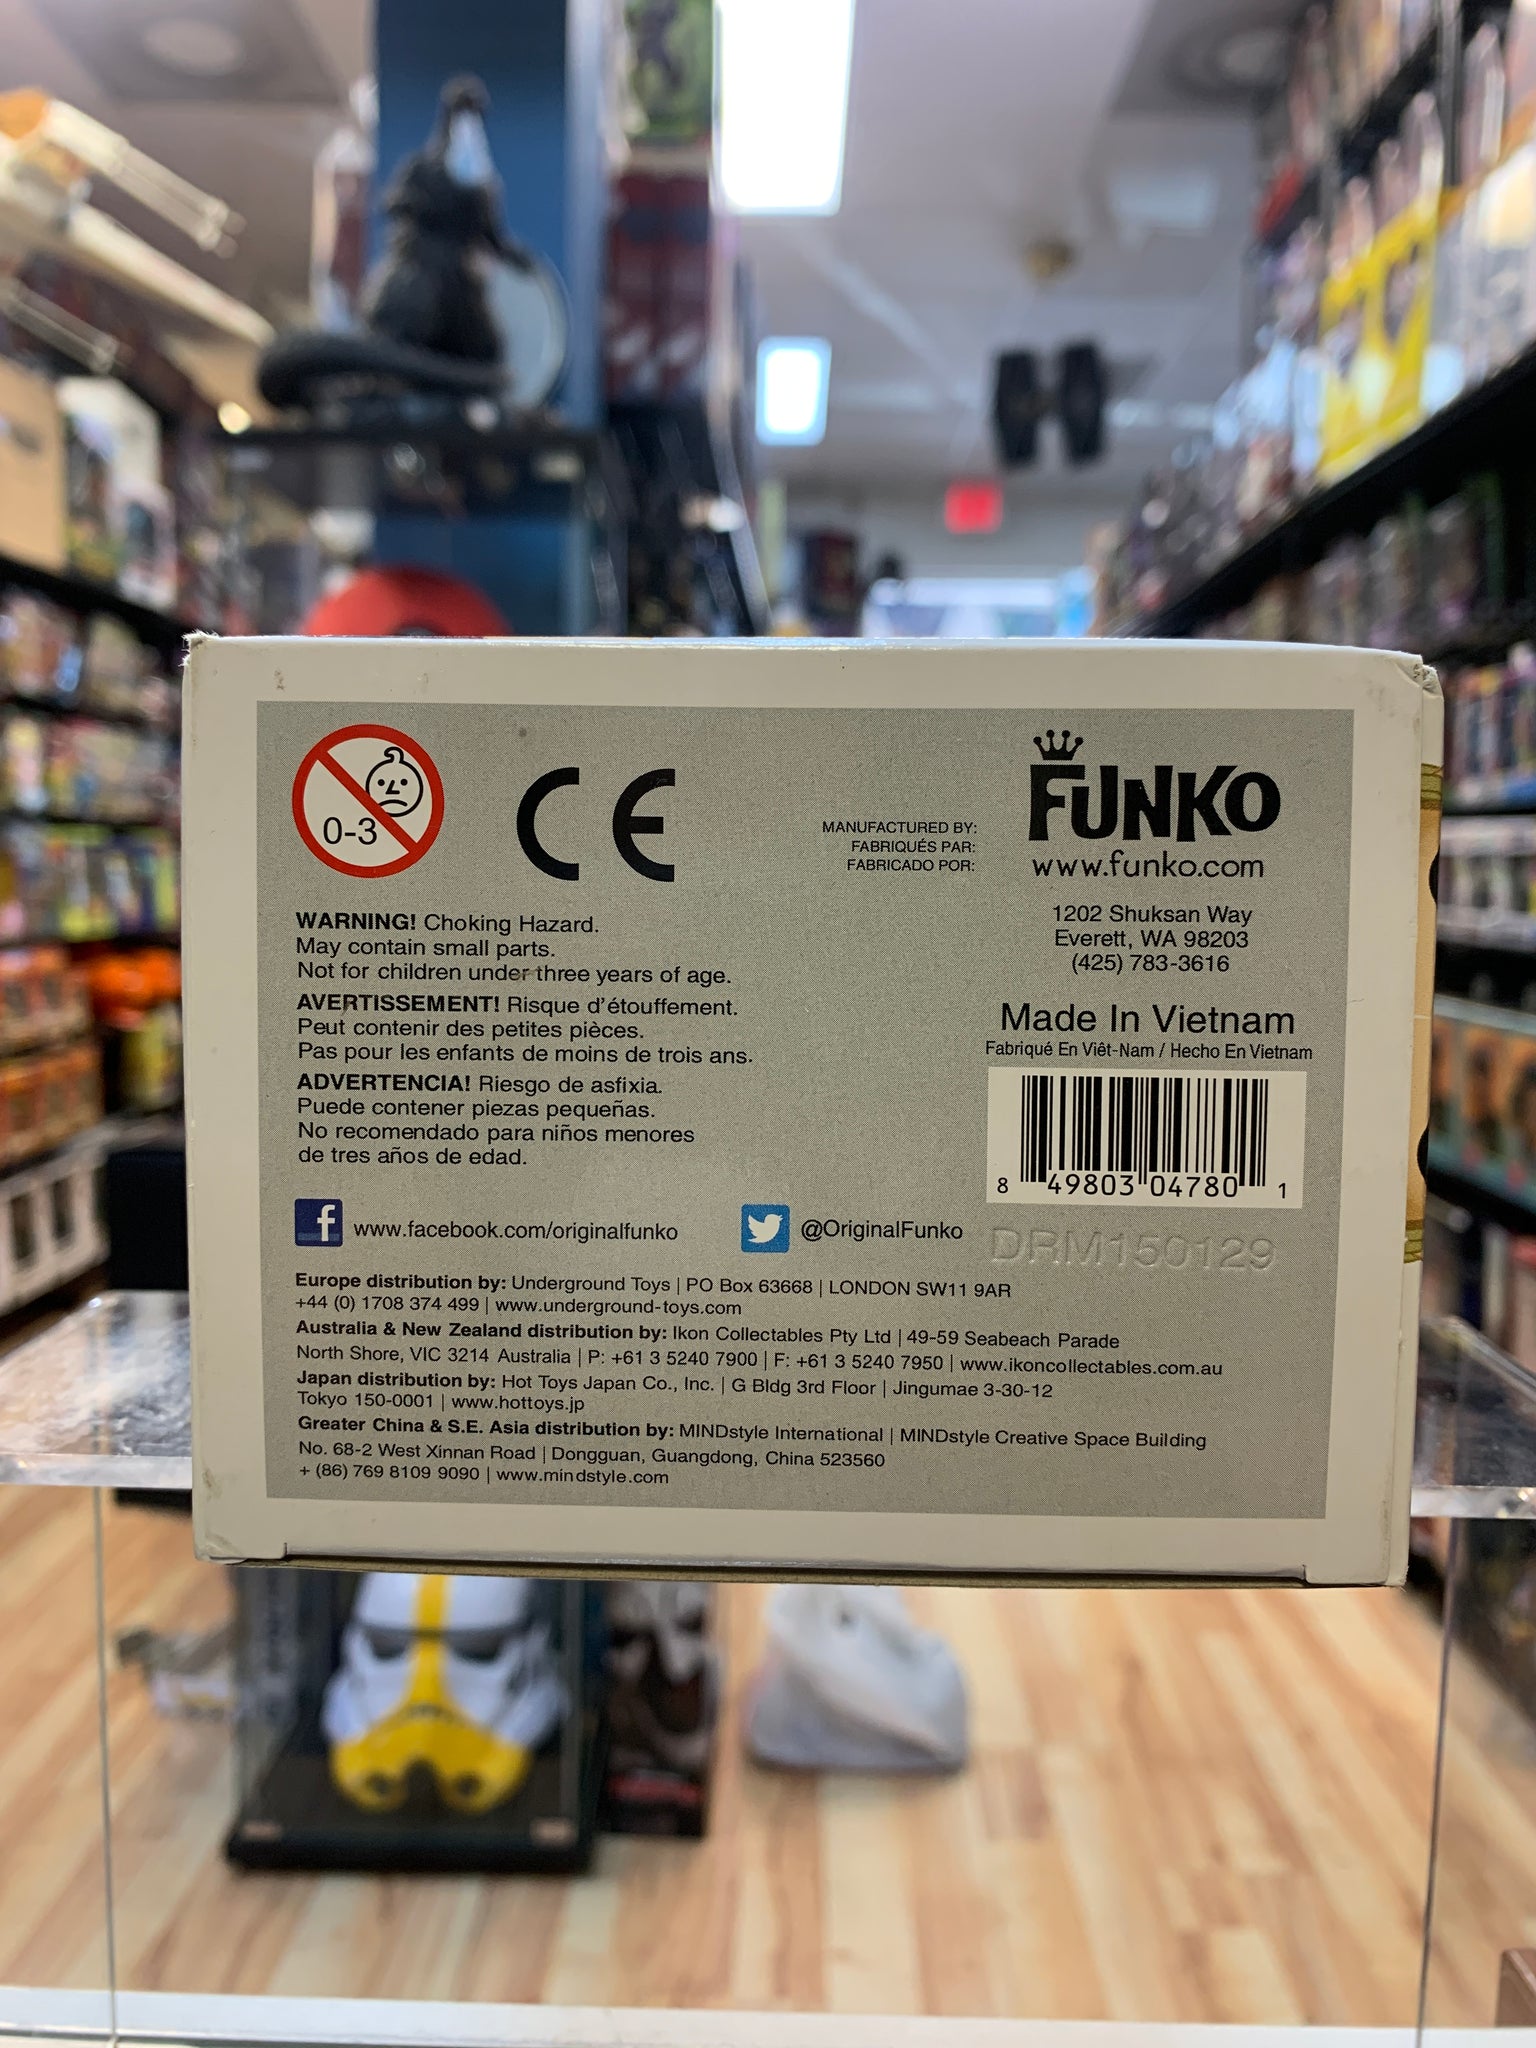 0-3
CE
MANUFACTURED BY:
FABRIQUÉS PAR:
FABRICADO POR:
FUNKO
www.funko.com
1202 Shuksan Way
Everett, WA 98203
(425) 783-3616
WARNING! Choking Hazard.
May contain small parts.
Not for children under three years of age.
AVERTISSEMENT! Risque d'étouffement.
Peut contenir des petites pièces.
Pas pour les enfants de moins de trois ans.
ADVERTENCIA! Riesgo de asfixia.
Puede contener piezas pequeñas.
No recomendado para niños menores
de tres años de edad.
Made In Vietnam
Fabriqué En Viêt-Nam / Hecho En Vietnam
8 49803 04780 1
DRM150129
f www.facebook.com/originalfunko
@OriginalFunko
Europe distribution by: Underground Toys | PO Box 63668 | LONDON SW11 9AR
+44 (0) 1708 374 499 | www.underground-toys.com
Australia & New Zealand distribution by: Ikon Collectables Pty Ltd | 49-59 Seabeach Parade
North Shore, VIC 3214 Australia | P: +61 3 5240 7900 | F: +61 3 5240 7950 | www.ikoncollectables.com.au
Japan distribution by: Hot Toys Japan Co., Inc. | G Bldg 3rd Floor | Jingumae 3-30-12
Tokyo 150-0001 | www.hottoys.jp
Greater China & S.E. Asia distribution by: MINDstyle International | MINDstyle Creative Space Building
No. 68-2 West Xinnan Road | Dongguan, Guangdong, China 523560
+ (86) 769 8109 9090 | www.mindstyle.com